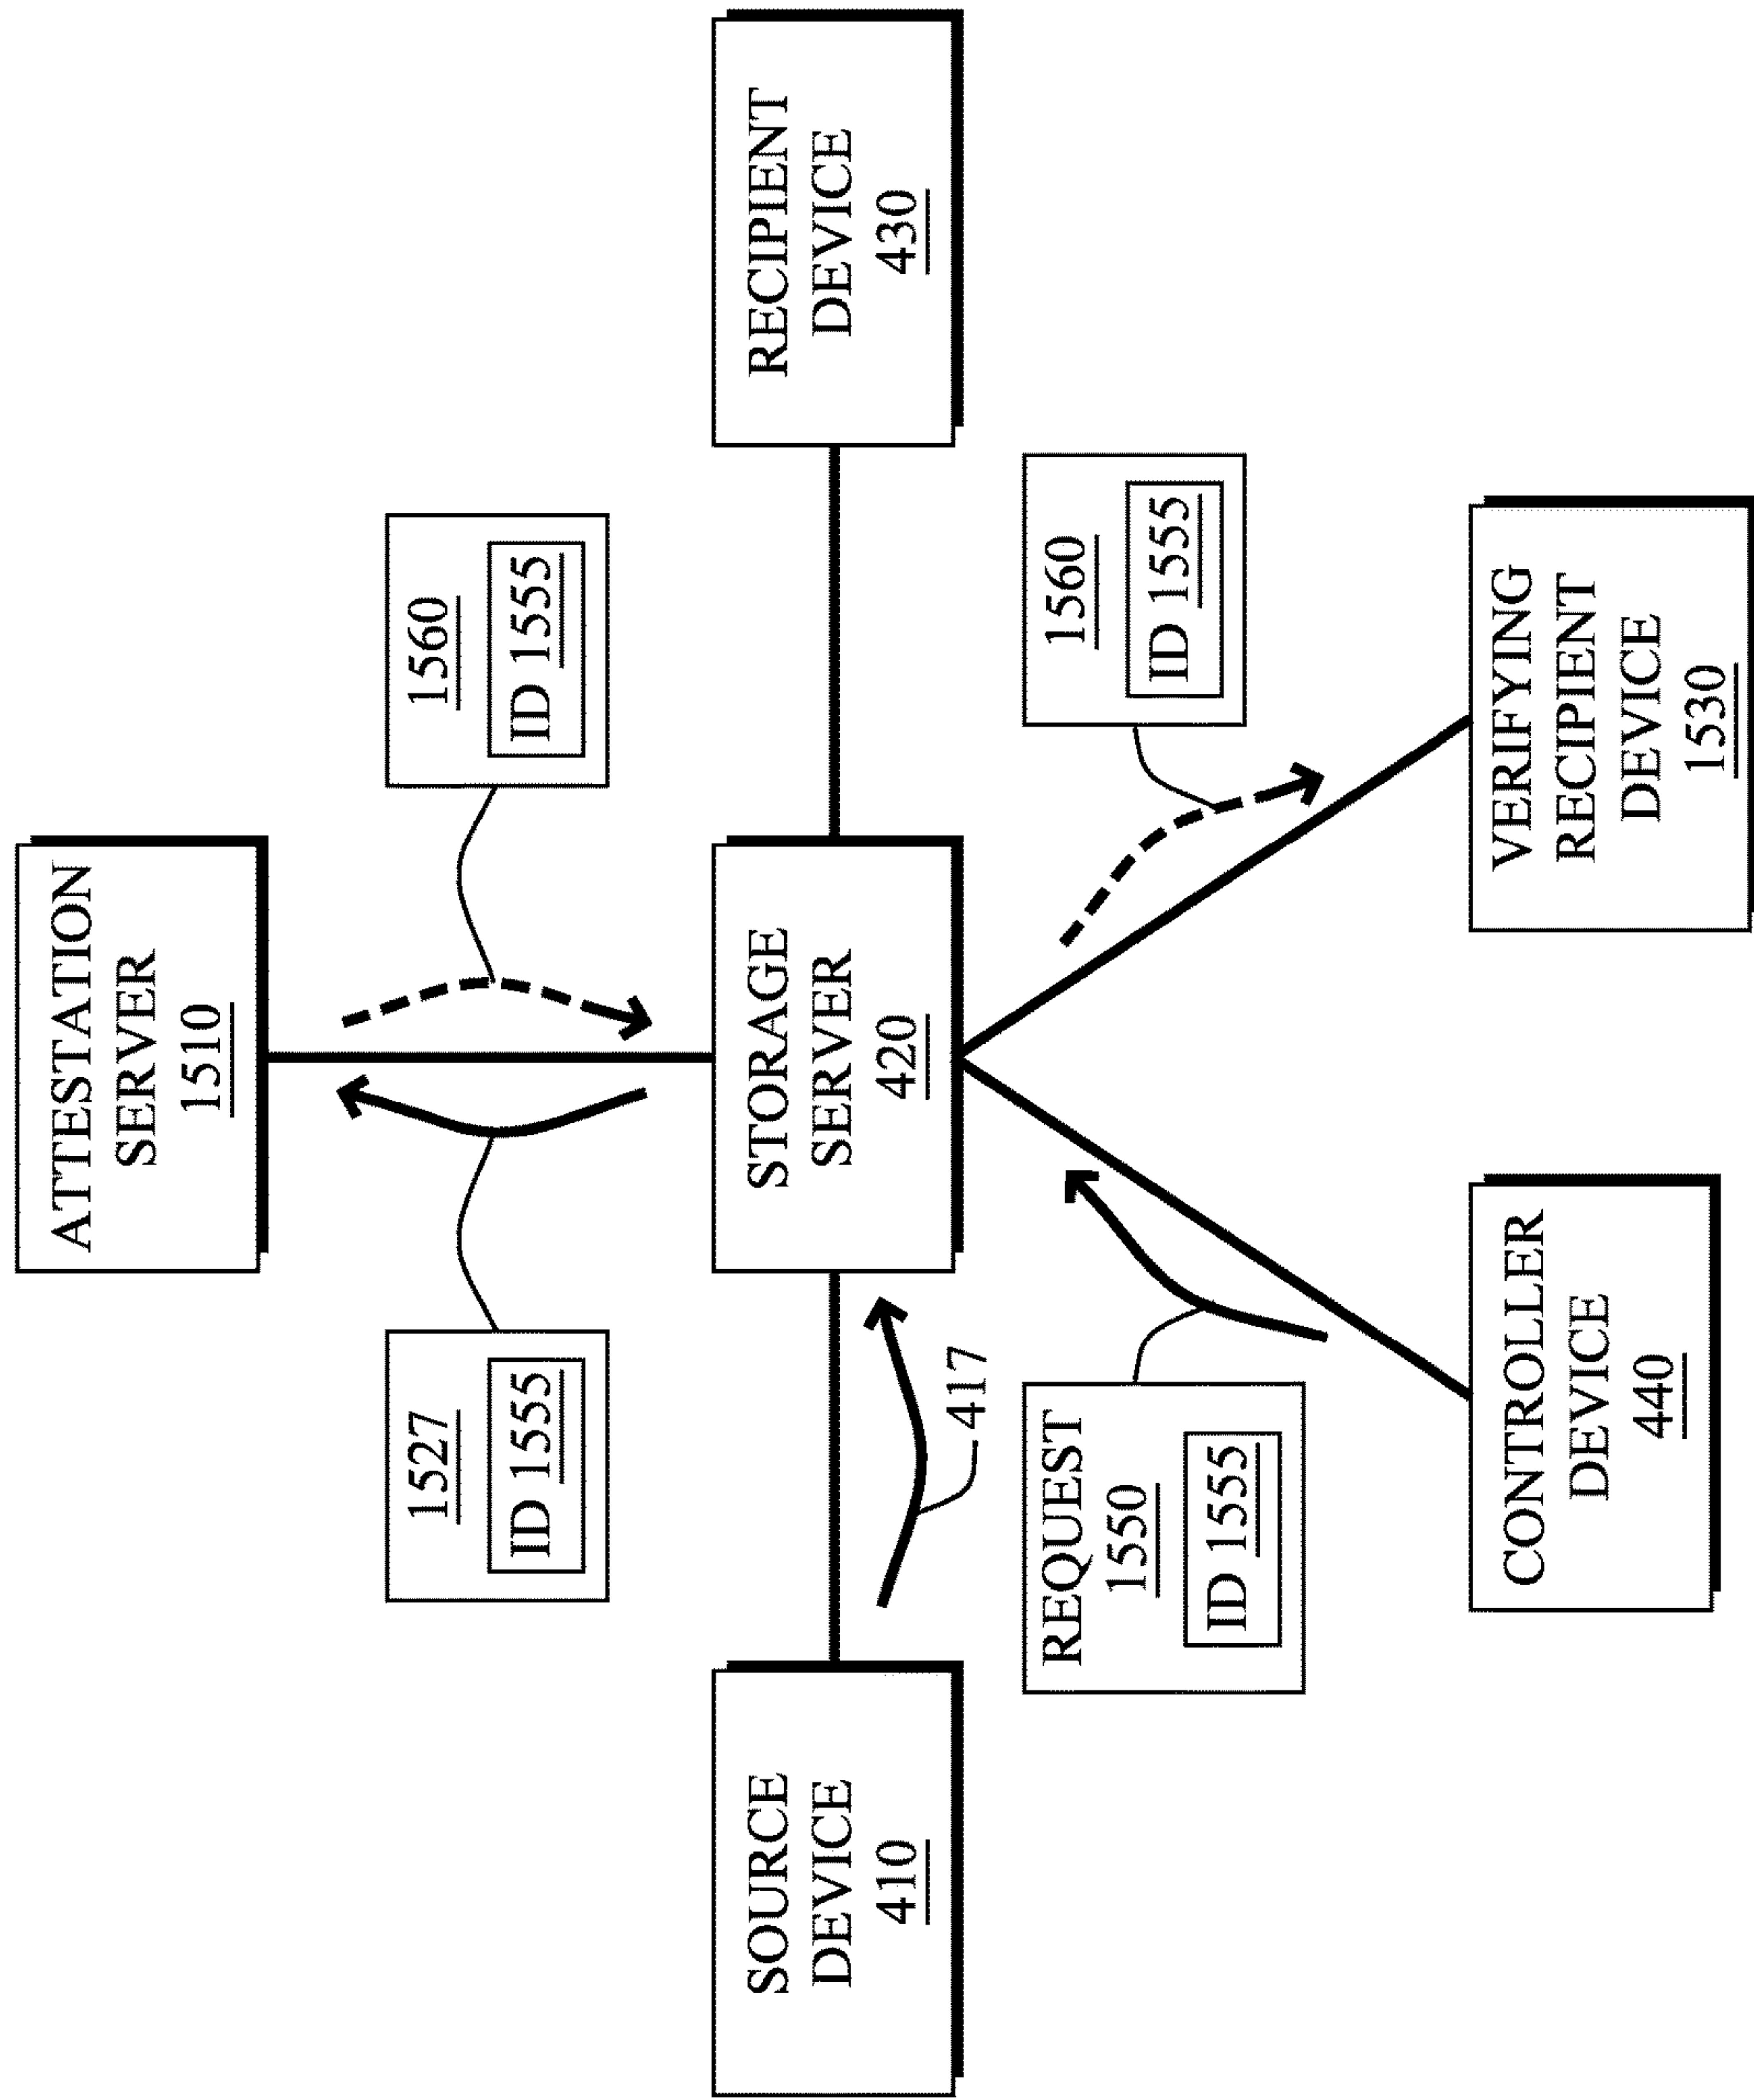 ATTESTATION
SERVER
1510
1527
ID 1555
1560
ID 1555
SOURCE
DEVICE
410
STORAGE
SERVER
420
RECIPIENT
DEVICE
430
417
REQUEST
1550
ID 1555
1560
ID 1555
CONTROLLER
DEVICE
440
VERIFYING
RECIPIENT
DEVICE
1530